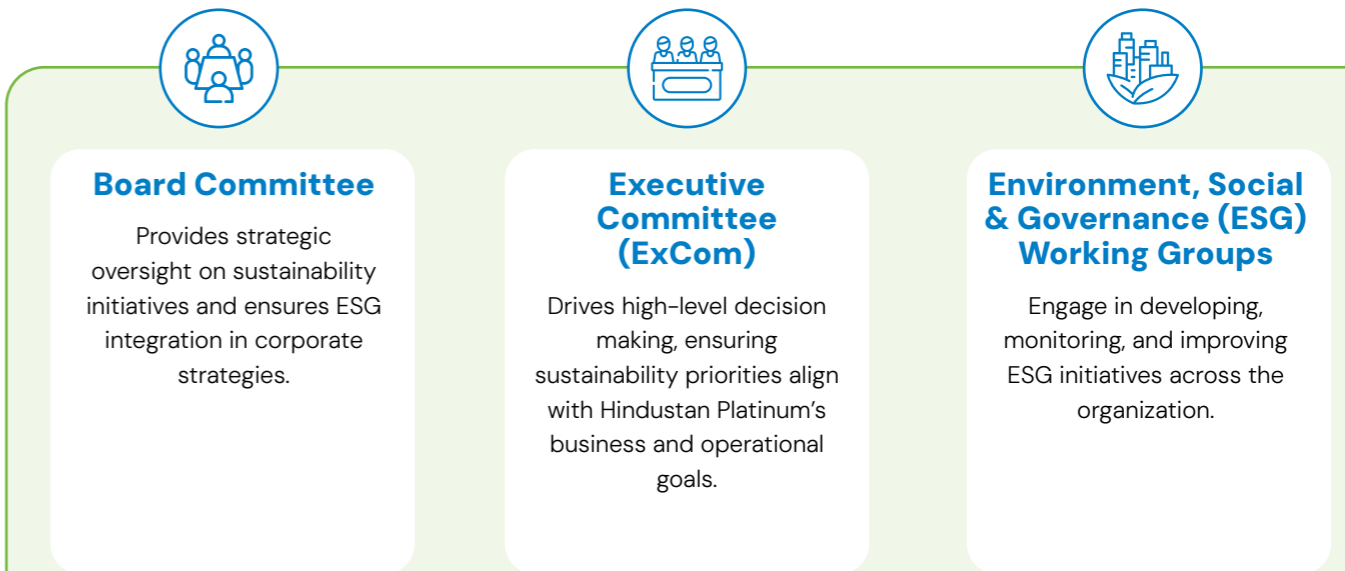 Board Committee
Provides strategic
oversight on sustainability
initiatives and ensures ESG
integration in corporate
strategies.
Executive
Committee
(ExCom)
Drives high-level decision
making, ensuring
sustainability priorities align
with Hindustan Platinum’s
business and operational
goals.
Environment, Social
& Governance (ESG)
Working Groups
Engage in developing,
monitoring, and improving
ESG initiatives across the
organization.